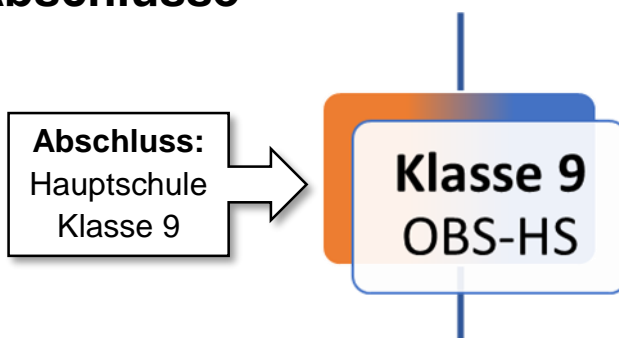 Abschlüsse
Abschluss:
Hauptschule
Klasse 9
Klasse 9
OBS-HS